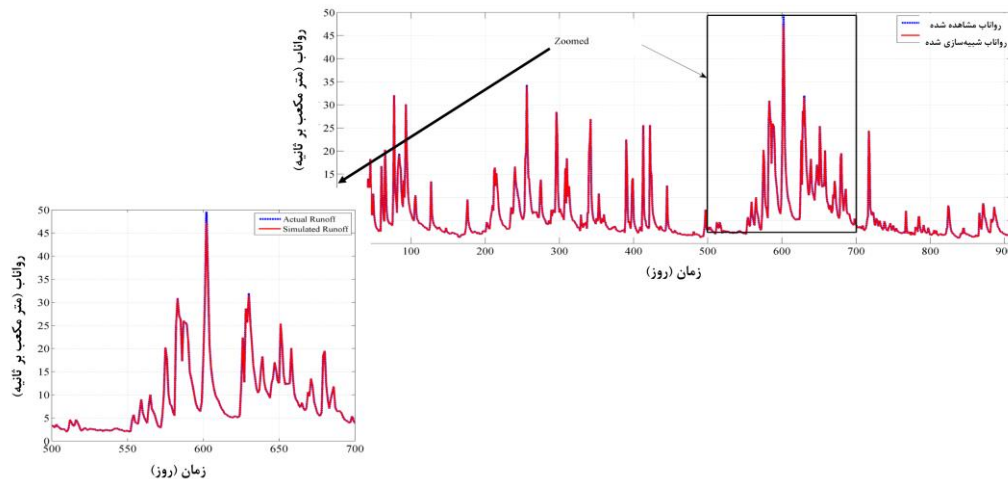 50
45
40
35
30
25
20
15
رواناب (متر مکعب بر ثانیه)
رواناب مشاهده شده
رواناب شبیه‌سازی شده
Zoomed
100 200 300 400 500 600 700 800 900
زمان (روز)
50
45
40
35
30
25
20
15
10
5
0
رواناب (متر مکعب بر ثانیه)
Actual Runoff
Simulated Runoff
500 550 600 650 700
زمان (روز)